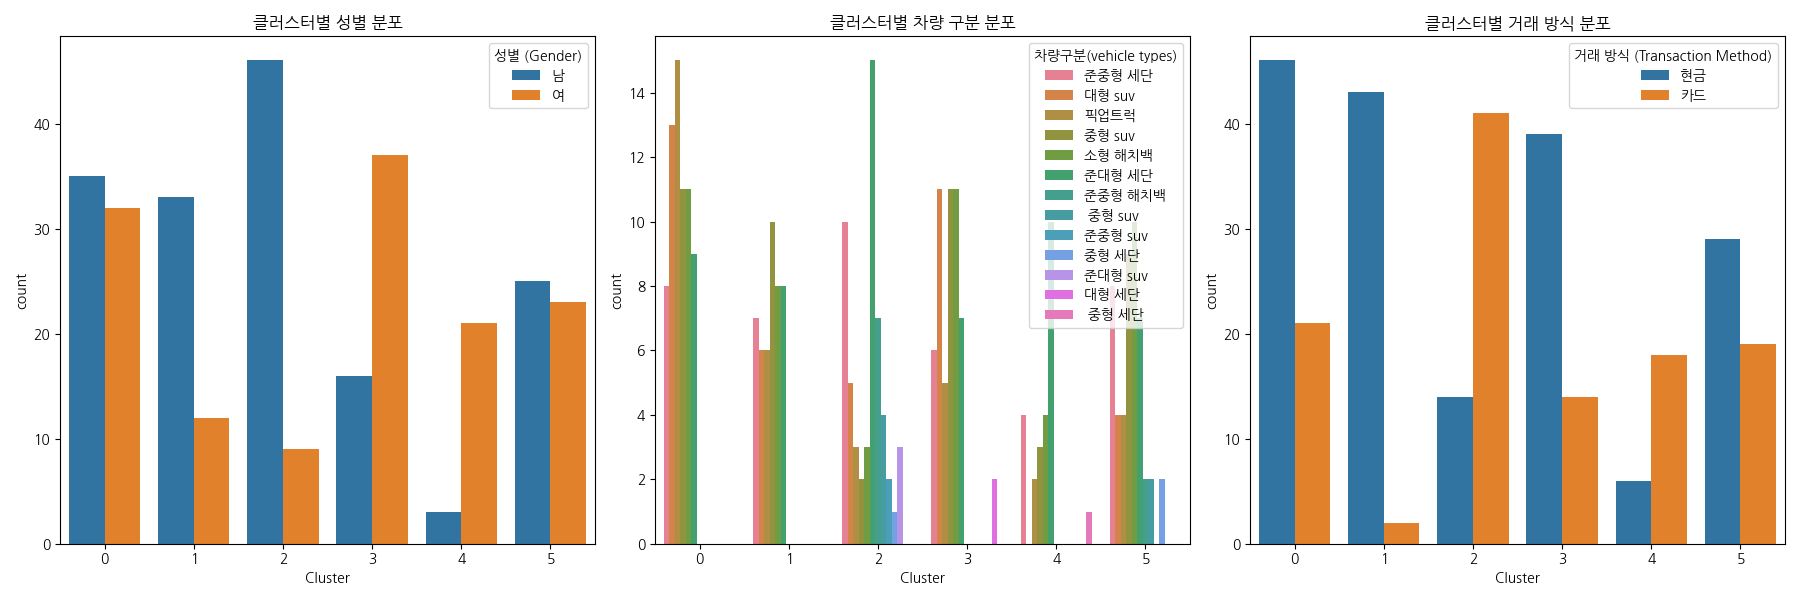 클러스터별 성별 분포
성별 (Gender)
남
여
count
40
30
20
10
0
0 1 2 3 4 5
Cluster
클러스터별 차량 구분 분포
차량구분(vehicle types)
준중형 세단
대형 suv
픽업트럭
중형 suv
소형 해치백
준대형 세단
준중형 해치백
중형 suv
준중형 suv
중형 세단
준대형 suv
대형 세단
중형 세단
count
14
12
10
8
6
4
2
0
0 1 2 3 4 5
Cluster
클러스터별 거래 방식 분포
거래 방식 (Transaction Method)
현금
카드
count
40
30
20
10
0
0 1 2 3 4 5
Cluster